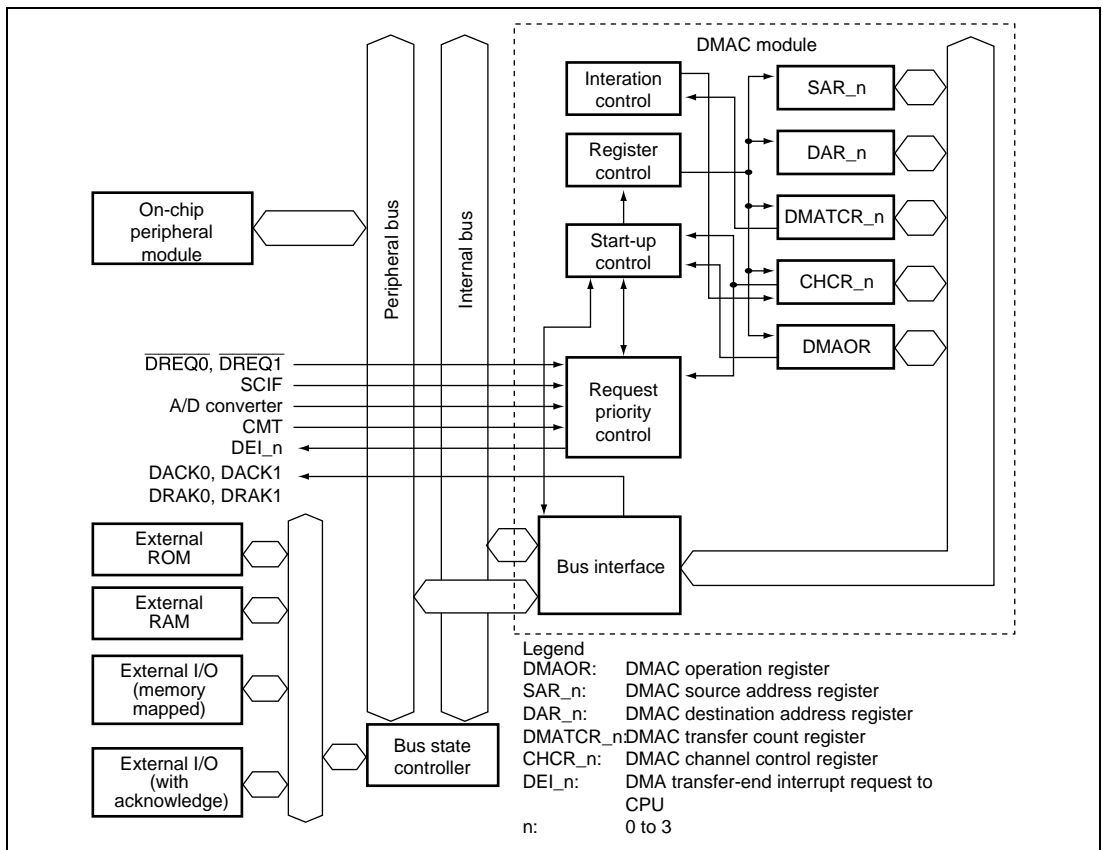 DMAC module
Interation
control
SAR_n
Register
control
DAR_n
On-chip
peripheral
module
Peripheral bus
Internal bus
DMATCR_n
Start-up
control
CHCR_n
DMAOR
DREQ0, DREQ1
SCIF
A/D converter
CMT
DEI_n
Request
priority
control
DACK0, DACK1
DRAK0, DRAK1
External
ROM
Bus interface
External
RAM
External I/O
(memory
mapped)
External I/O
(with
acknowledge)
Bus state
controller
Legend
DMAOR: DMAC operation register
SAR_n: DMAC source address register
DAR_n: DMAC destination address register
DMATCR_n:DMAC transfer count register
CHCR_n: DMAC channel control register
DEI_n: DMA transfer-end interrupt request to
CPU
n: 0 to 3